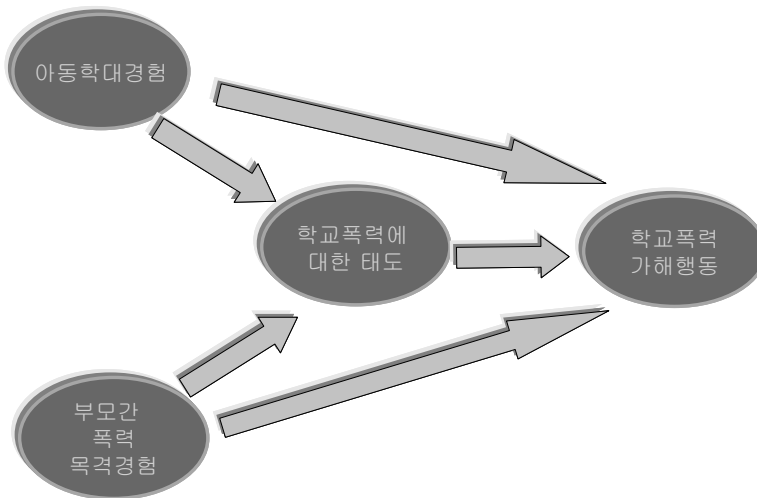 아동학대경험
학교폭력에
대한 태도
학교폭력
가해행동
부모간
폭력
목격경험